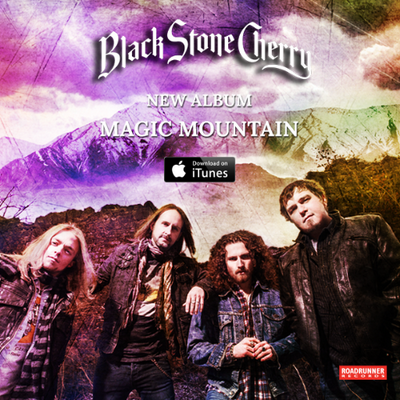 Black Stone Cherry
NEW ALBUM
MAGIC MOUNTAIN
Download on
iTunes
ROADRUNNER
RECORDS